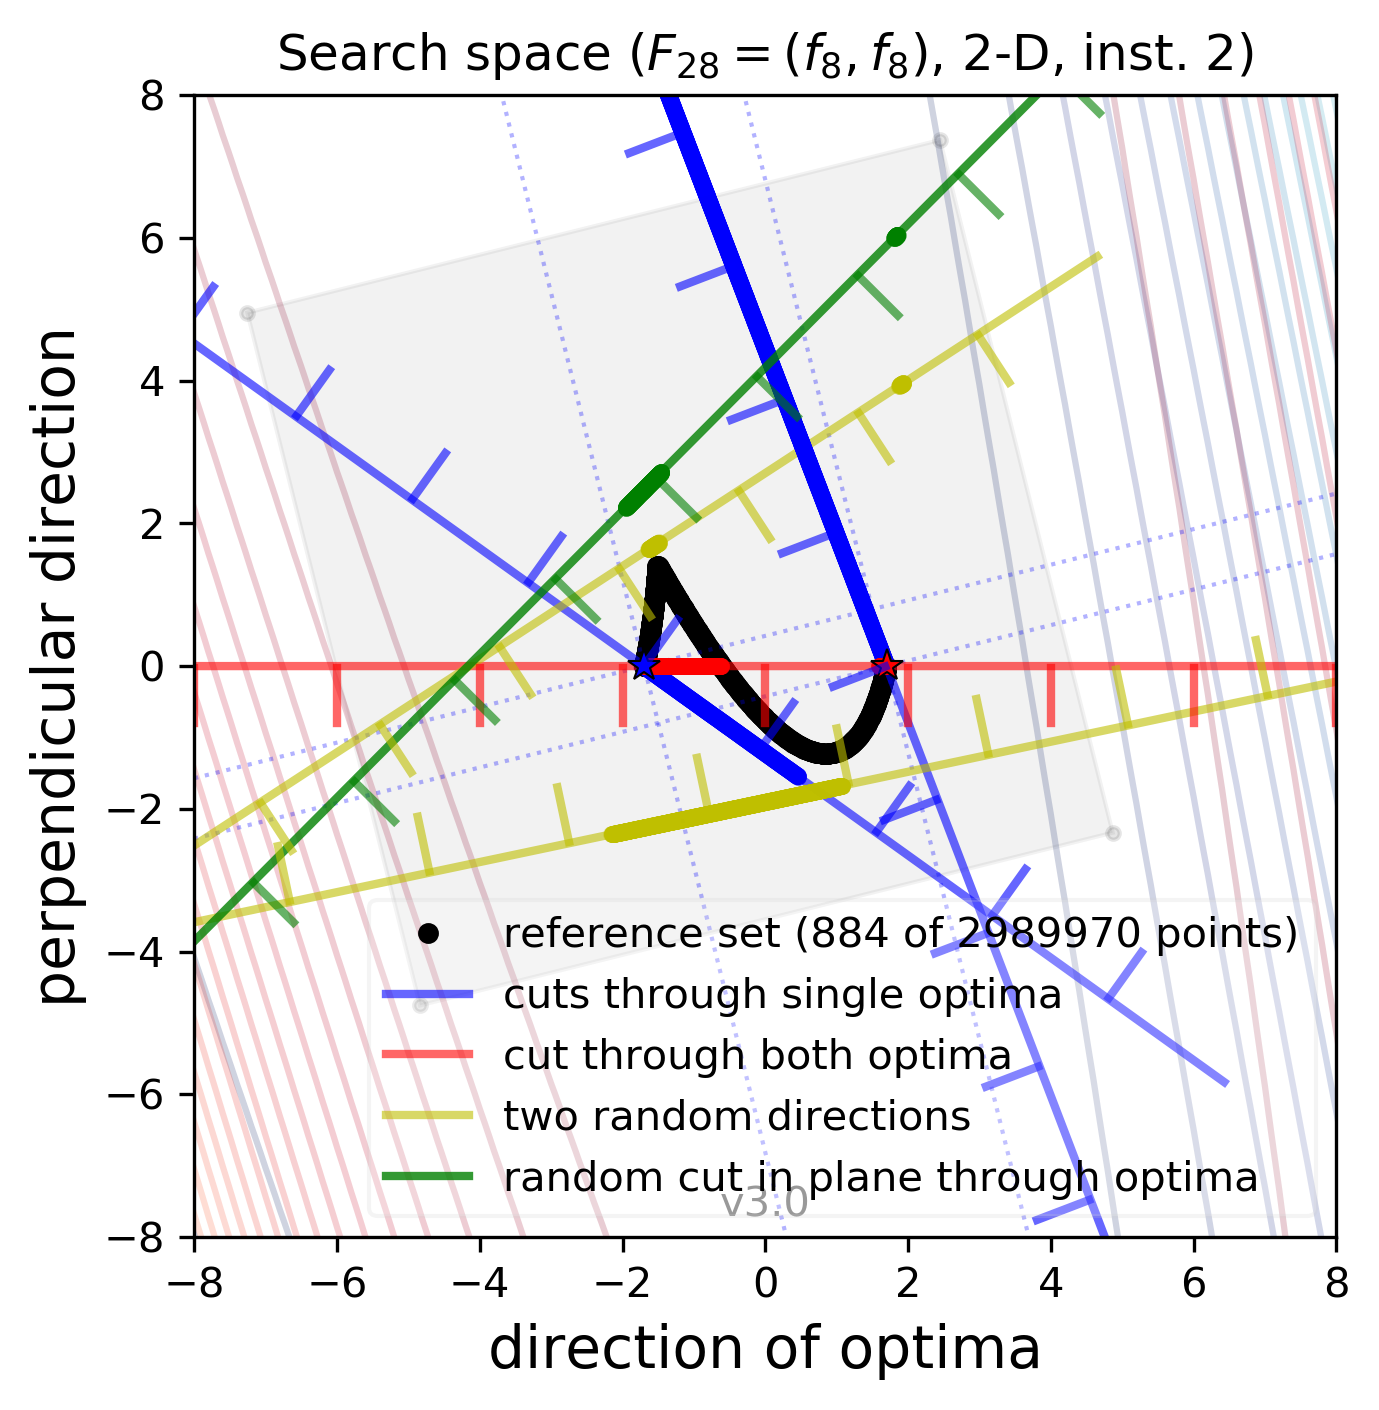 Search space (F₂₈ = (f₈, f₈), 2-D, inst. 2)
perpendicular direction
8
6
4
2
0
−2
−4
−6
−8
reference set (884 of 2989970 points)
cuts through single optima
cut through both optima
two random directions
random cut in plane through optima
v3.0
−8 −6 −4 −2 0 2 4 6 8
direction of optima